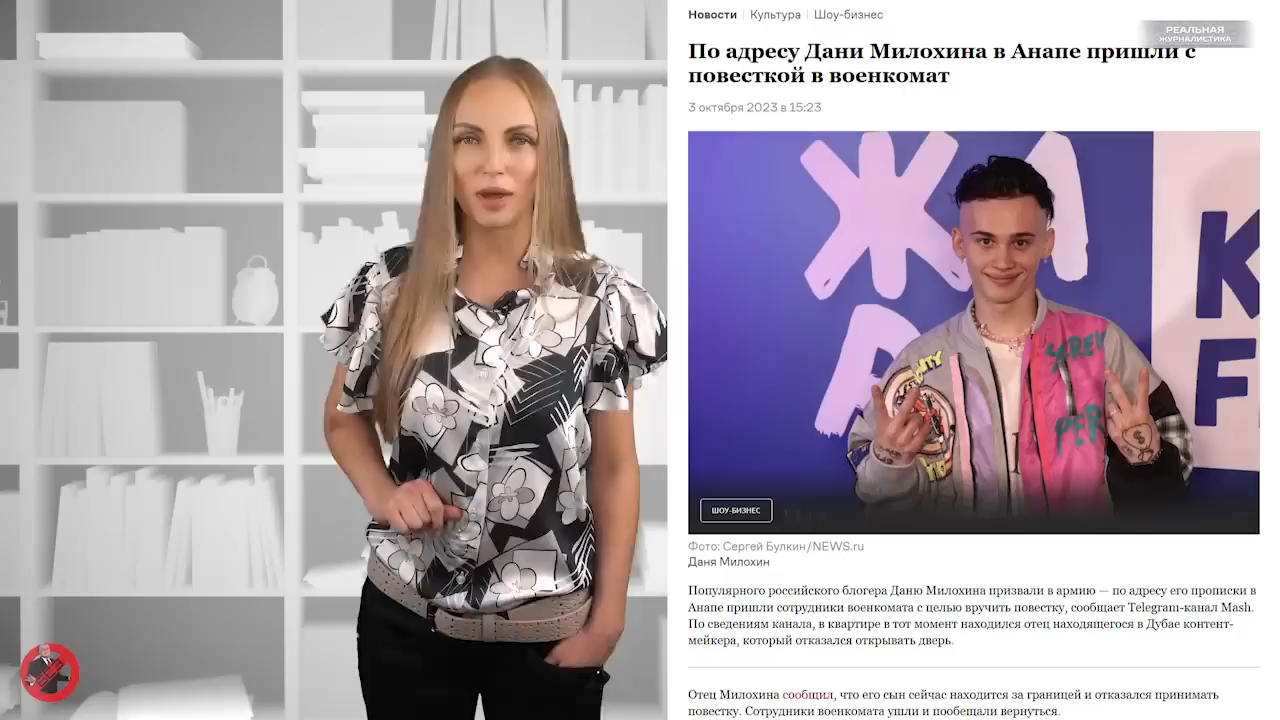 Новости | Культура | Шоу-бизнес
РЕАЛЬНАЯ
ЖУРНАЛИСТИКА
По адресу Дани Милохина в Анапе пришли с
повесткой в военкомат
3 октября 2023 в 15:23
ЖА
Р
K
F
SCREW
PER
$
ШОУ-БИЗНЕС
Фото: Сергей Булкин/NEWS.ru
Даня Милохин
Популярного российского блогера Даню Милохина призвали в армию — по адресу его прописки в
Анапе пришли сотрудники военкомата с целью вручить повестку, сообщает Telegram-канал Mash.
По сведениям канала, в квартире в тот момент находился отец находящегося в Дубае контент-
мейкера, который отказался открывать дверь.
Отец Милохина сообщил, что его сын сейчас находится за границей и отказался принимать
повестку. Сотрудники военкомата ушли и пообещали вернуться.